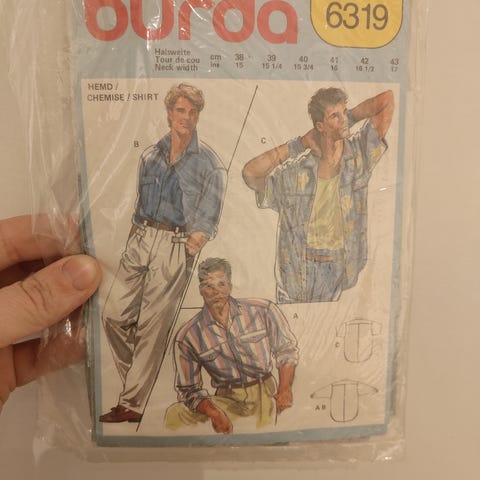 burda
6319
Halsweite cm 38 39 40 41 42 43
Tour de cou ins 15 15 1/4 15 3/4 16 16 1/2 17
Neck width
HEMD /
CHEMISE / SHIRT
B
C
A
C
A B